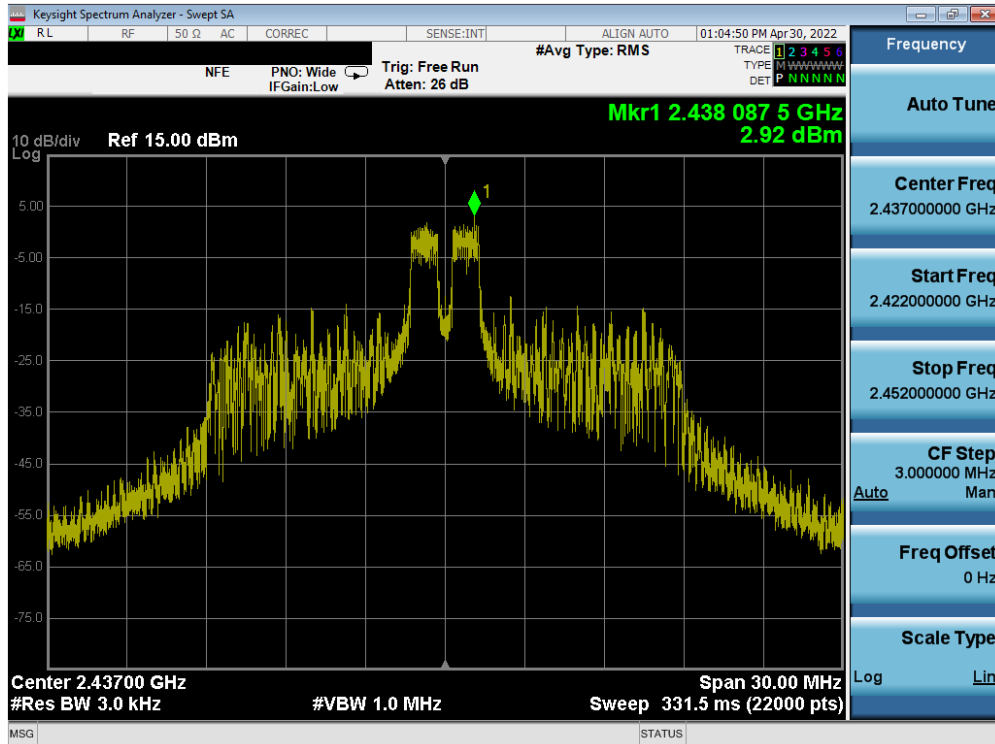 Keysight Spectrum Analyzer - Swept SA
LXI RL RF 50 Ω AC CORREC SENSE:INT ALIGN AUTO 01:04:50 PM Apr 30, 2022
#Avg Type: RMS TRACE 1 2 3 4 5 6
NFE PNO: Wide Trig: Free Run TYPE M WWWWW
IFGain:Low Atten: 26 dB DET P N N N N N
Mkr1 2.438 087 5 GHz
2.92 dBm
10 dB/div Ref 15.00 dBm
Log
1
5.00
-5.00
-15.0
-25.0
-35.0
-45.0
-55.0
-65.0
-75.0
Center 2.43700 GHz Span 30.00 MHz
#Res BW 3.0 kHz #VBW 1.0 MHz Sweep 331.5 ms (22000 pts)
MSG STATUS
Frequency
Auto Tune
Center Freq
2.437000000 GHz
Start Freq
2.422000000 GHz
Stop Freq
2.452000000 GHz
CF Step
3.000000 MHz
Auto Man
Freq Offset
0 Hz
Scale Type
Log Lin